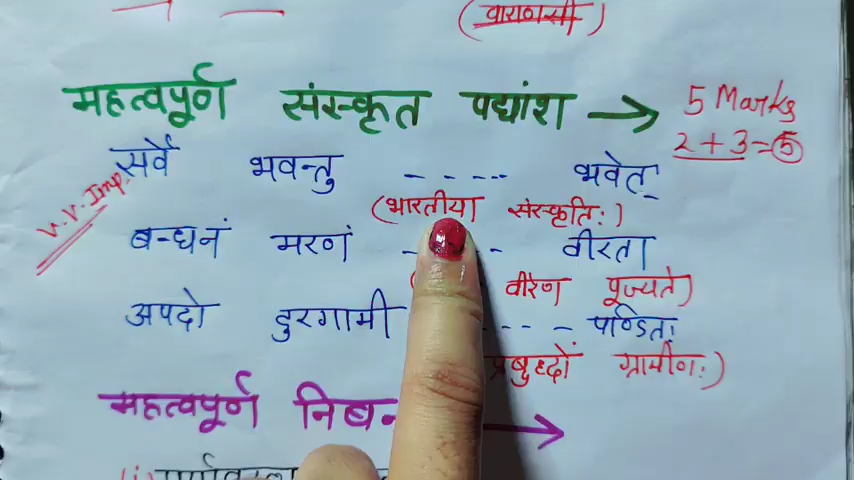 (वाराणसी)
महत्वपूर्ण संस्कृत पद्यांश → 5 Marks
2 + 3 = 5
सर्वे भवन्तु ----- भवेत्
V.V. Imp.
(भारतीया संस्कृतिः)
बन्धनं मरणं -- - वीरता
( वीरेण पूज्यते)
अपदो दुरगामी --- - पण्डितः
प्रबुद्दों ग्रामीणः)
महत्वपूर्ण →
(i)